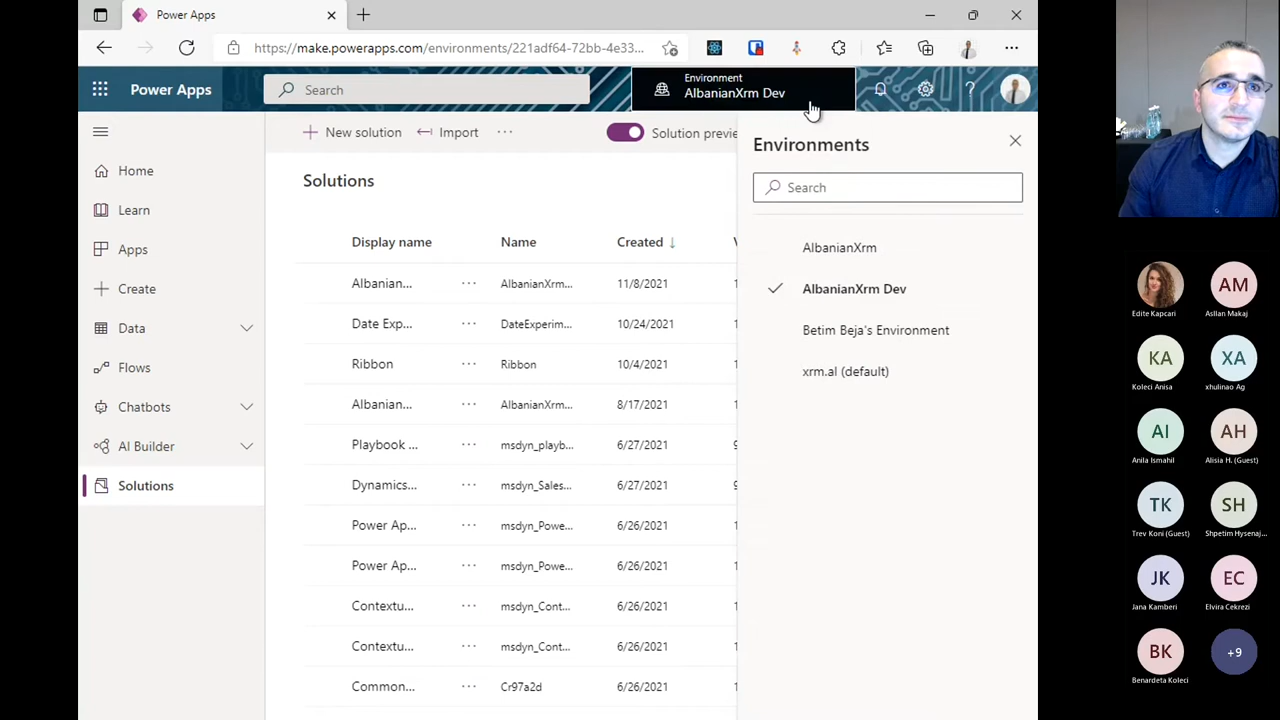 Power Apps
https://make.powerapps.com/environments/221adf64-72bb-4e33...
Power Apps
Search
Environment
AlbanianXrm Dev
New solution
Import
Solution previe
Environments
Search
Solutions
Home
Learn
Apps
Create
Data
Flows
Chatbots
AI Builder
Solutions
Display name Name Created
Albanian... AlbanianXrm... 11/8/2021
Date Exp... DateExperim... 10/24/2021
Ribbon Ribbon 10/4/2021
Albanian... AlbanianXrm... 8/17/2021
Playbook ... msdyn_playb... 6/27/2021
Dynamics... msdyn_Sales... 6/27/2021
Power Ap... msdyn_Powe... 6/26/2021
Power Ap... msdyn_Powe... 6/26/2021
Contextu... msdyn_Cont... 6/26/2021
Contextu... msdyn_Cont... 6/26/2021
Common... Cr97a2d 6/26/2021
AlbanianXrm
AlbanianXrm Dev
Betim Beja's Environment
xrm.al (default)
Edite Kapcari
AM
Asllan Makaj
KA
Koleci Anisa
XA
xhulinao Ag
AI
Anila Ismahil
AH
Alisia H. (Guest)
TK
Trev Koni (Guest)
SH
Shpetim Hysenaj...
JK
Jana Kamberi
EC
Elvira Cekrezi
BK
Benardeta Koleci
+9